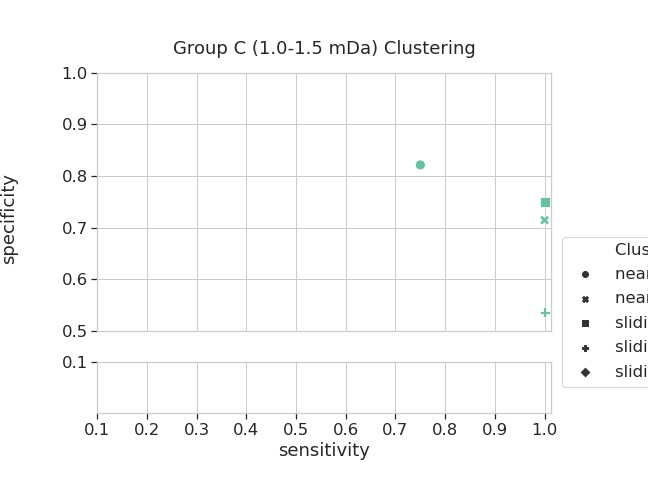 Group C (1.0-1.5 mDa) Clustering
1.0
0.9
0.8
0.7
0.6
0.5
0.1
specificity
0.1 0.2 0.3 0.4 0.5 0.6 0.7 0.8 0.9 1.0
sensitivity
Clus
near
near
slidi
slidi
slidi